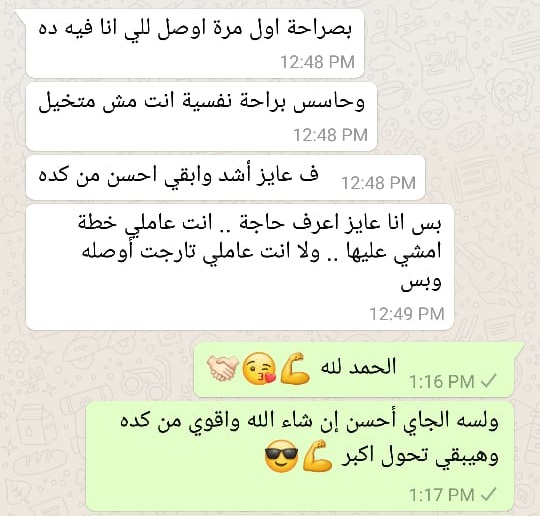 بصراحة اول مرة اوصل للي انا فيه ده
12:48 PM
وحاسس براحة نفسية انت مش متخيل
12:48 PM
ف عايز أشد وابقي احسن من كده
12:48 PM
بس انا عايز اعرف حاجة .. انت عاملي خطة
امشي عليها .. ولا انت عاملي تارجت أوصله
وبس
12:49 PM
الحمد لله 💪😘🤝🏻
1:16 PM ✓
ولسه الجاي أحسن إن شاء الله واقوي من كده
وهيبقي تحول اكبر 💪😎
1:17 PM ✓